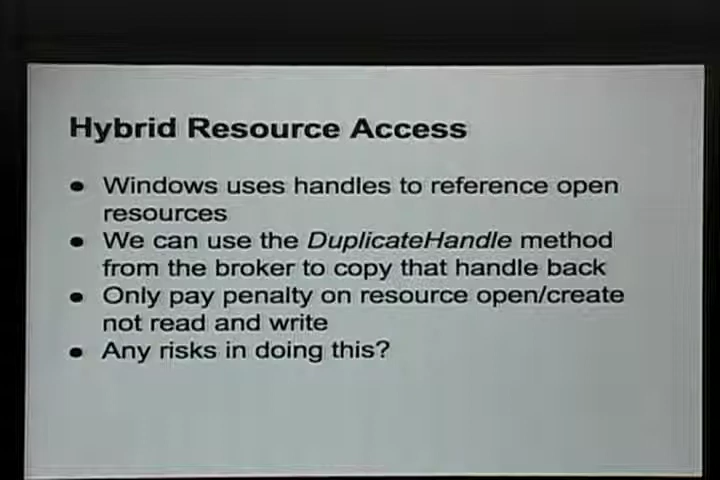 Hybrid Resource Access
● Windows uses handles to reference open
resources
● We can use the DuplicateHandle method
from the broker to copy that handle back
● Only pay penalty on resource open/create
not read and write
● Any risks in doing this?